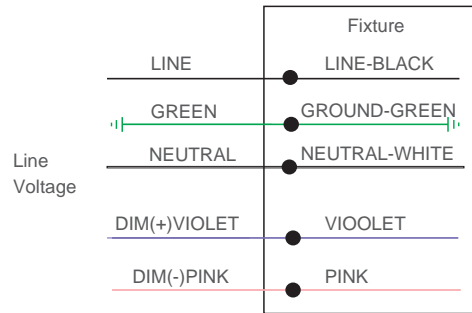 Fixture
LINE LINE-BLACK
GREEN GROUND-GREEN
Line
Voltage
NEUTRAL NEUTRAL-WHITE
DIM(+)VIOLET VIOOLET
DIM(-)PINK PINK